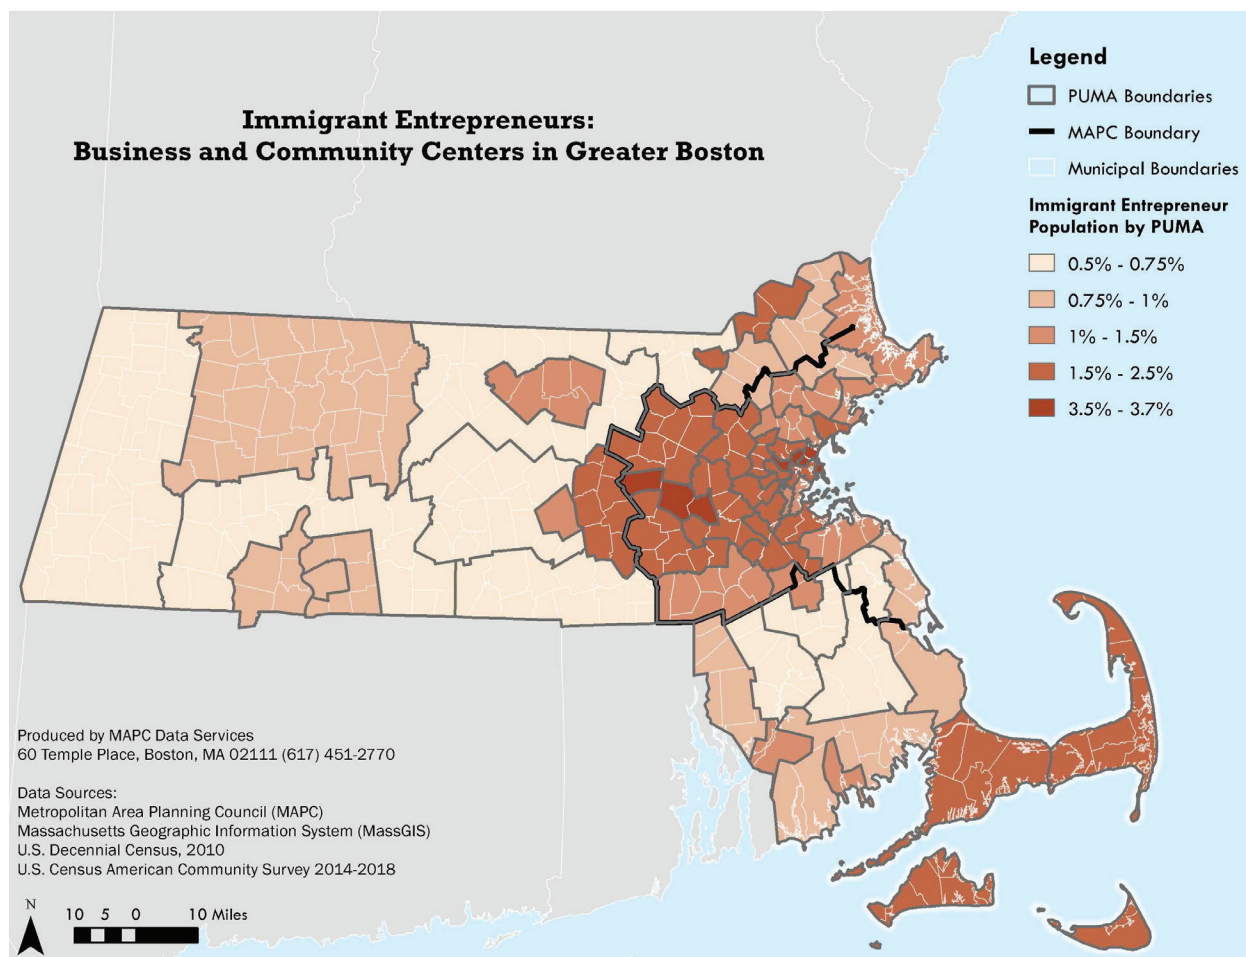 Immigrant Entrepreneurs:
Business and Community Centers in Greater Boston
Legend
PUMA Boundaries
MAPC Boundary
Municipal Boundaries
Immigrant Entrepreneur
Population by PUMA
0.5% - 0.75%
0.75% - 1%
1% - 1.5%
1.5% - 2.5%
3.5% - 3.7%
Produced by MAPC Data Services
60 Temple Place, Boston, MA 02111 (617) 451-2770
Data Sources:
Metropolitan Area Planning Council (MAPC)
Massachusetts Geographic Information System (MassGIS)
U.S. Decennial Census, 2010
U.S. Census American Community Survey 2014-2018
N
10 5 0 10 Miles